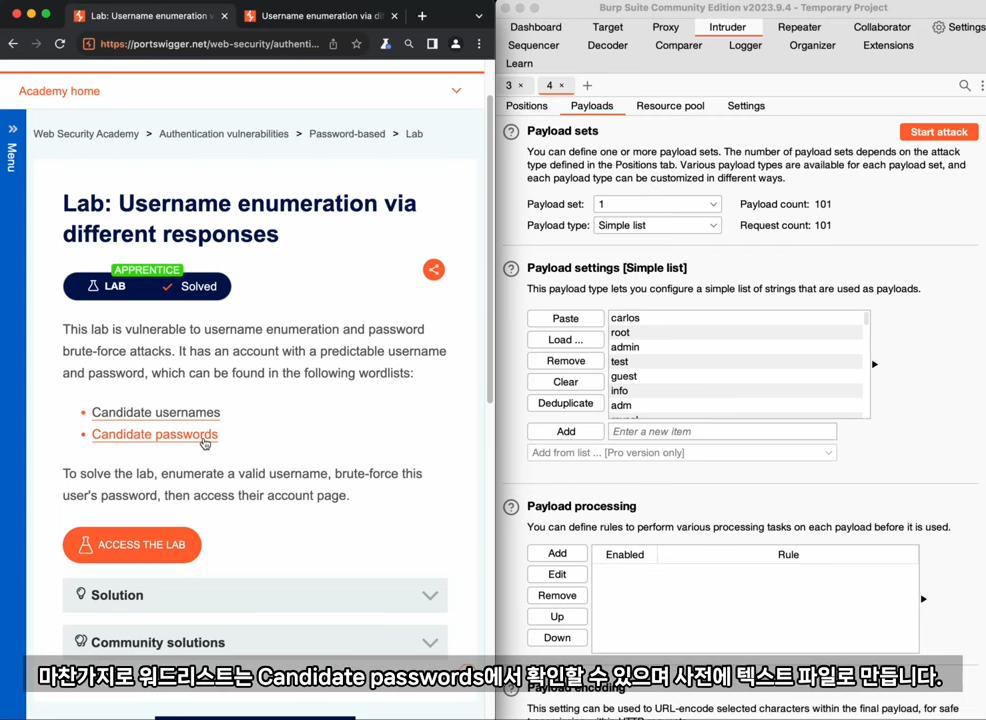 Lab: Username enumeration v
Username enumeration via dif
https://portswigger.net/web-security/authenti...
Academy home
Menu
Web Security Academy > Authentication vulnerabilities > Password-based > Lab
Lab: Username enumeration via
different responses
APPRENTICE
LAB Solved
This lab is vulnerable to username enumeration and password
brute-force attacks. It has an account with a predictable username
and password, which can be found in the following wordlists:
Candidate usernames
Candidate passwords
To solve the lab, enumerate a valid username, brute-force this
user's password, then access their account page.
ACCESS THE LAB
Solution
Community solutions
Burp Suite Community Edition v2023.9.4 - Temporary Project
Dashboard Target Proxy Intruder Repeater Collaborator Settings
Sequencer Decoder Comparer Logger Organizer Extensions
Learn
3 × 4 × +
Positions Payloads Resource pool Settings
Payload sets
Start attack
You can define one or more payload sets. The number of payload sets depends on the attack
type defined in the Positions tab. Various payload types are available for each payload set, and
each payload type can be customized in different ways.
Payload set: 1 Payload count: 101
Payload type: Simple list Request count: 101
Payload settings [Simple list]
This payload type lets you configure a simple list of strings that are used as payloads.
Paste
Load ...
Remove
Clear
Deduplicate
carlos
root
admin
test
guest
info
adm
Add Enter a new item
Add from list ... [Pro version only]
Payload processing
You can define rules to perform various processing tasks on each payload before it is used.
Add
Edit
Remove
Up
Down
Enabled Rule
Payload encoding
마찬가지로 워드리스트는 Candidate passwords에서 확인할 수 있으며 사전에 텍스트 파일로 만듭니다.
This setting can be used to URL-encode selected characters within the final payload, for safe